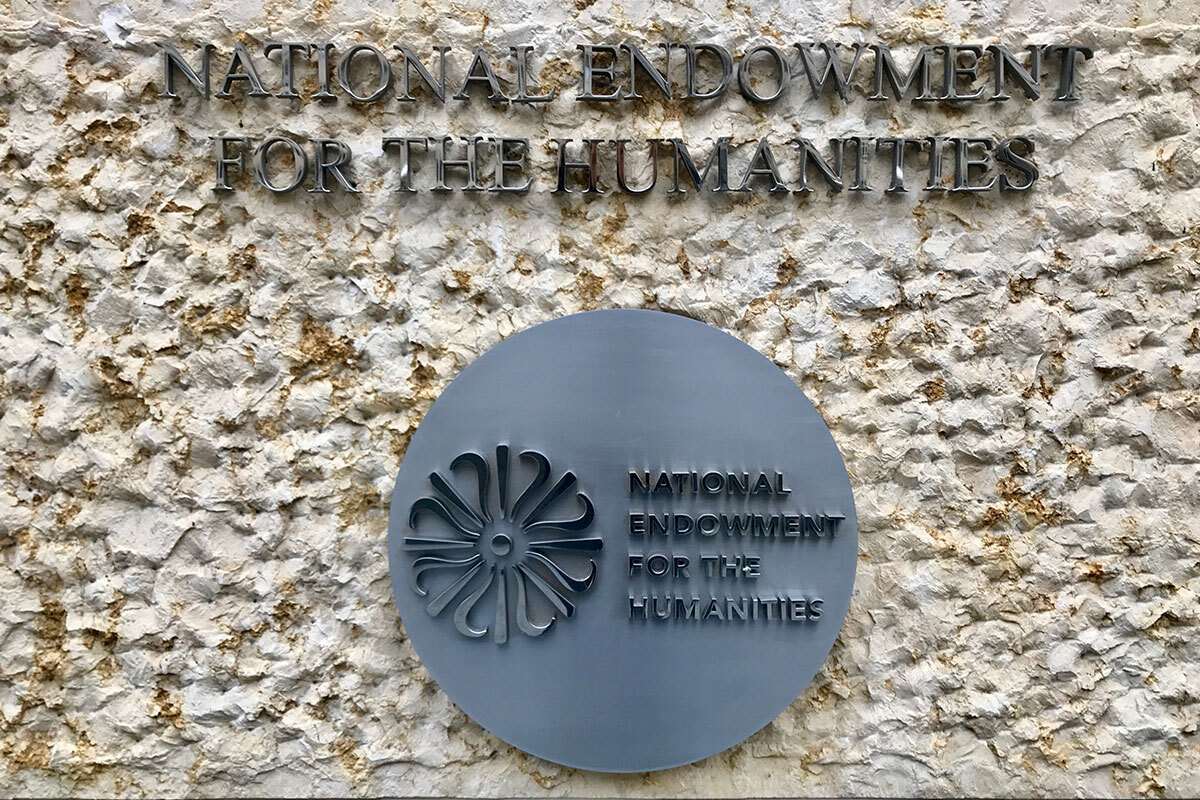 NATIONAL ENDOWMENT
FOR THE HUMANITIES
NATIONAL
ENDOWMENT
FOR THE
HUMANITIES